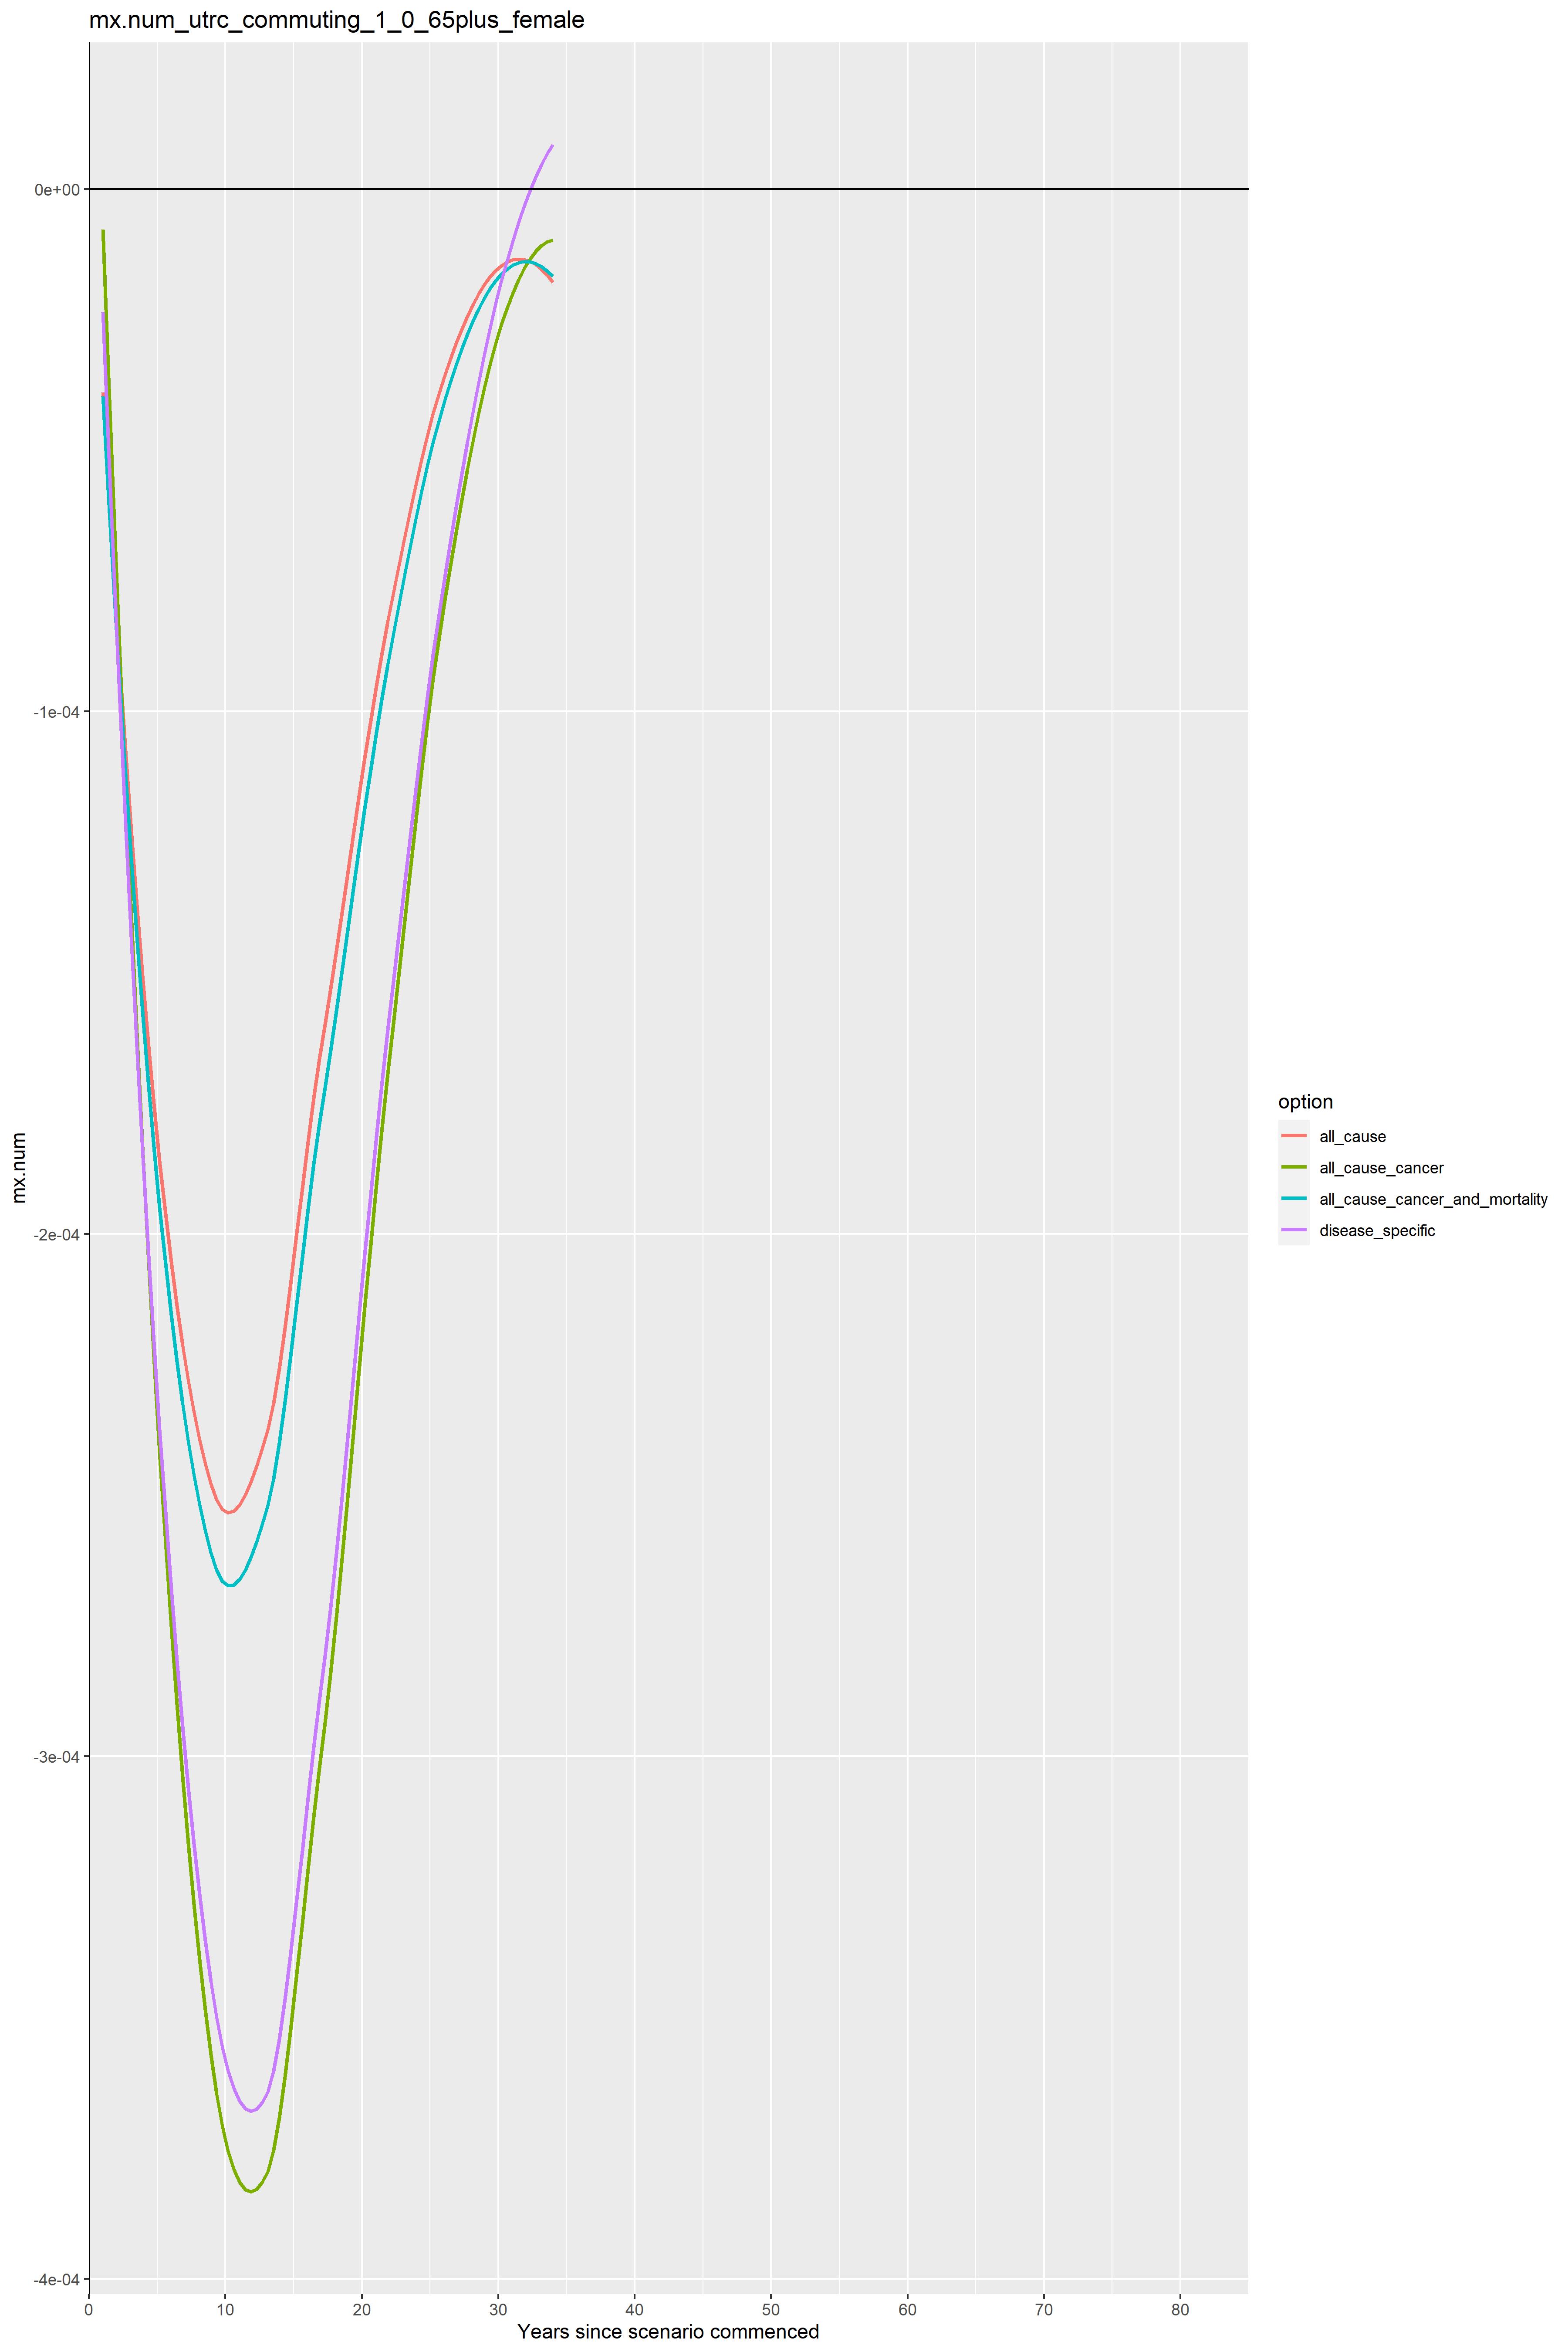 mx.num_utrc_commuting_1_0_65plus_female
0e+00
-1e-04
-2e-04
-3e-04
-4e-04
mx.num
0 10 20 30 40 50 60 70 80
Years since scenario commenced
option
all_cause
all_cause_cancer
all_cause_cancer_and_mortality
disease_specific